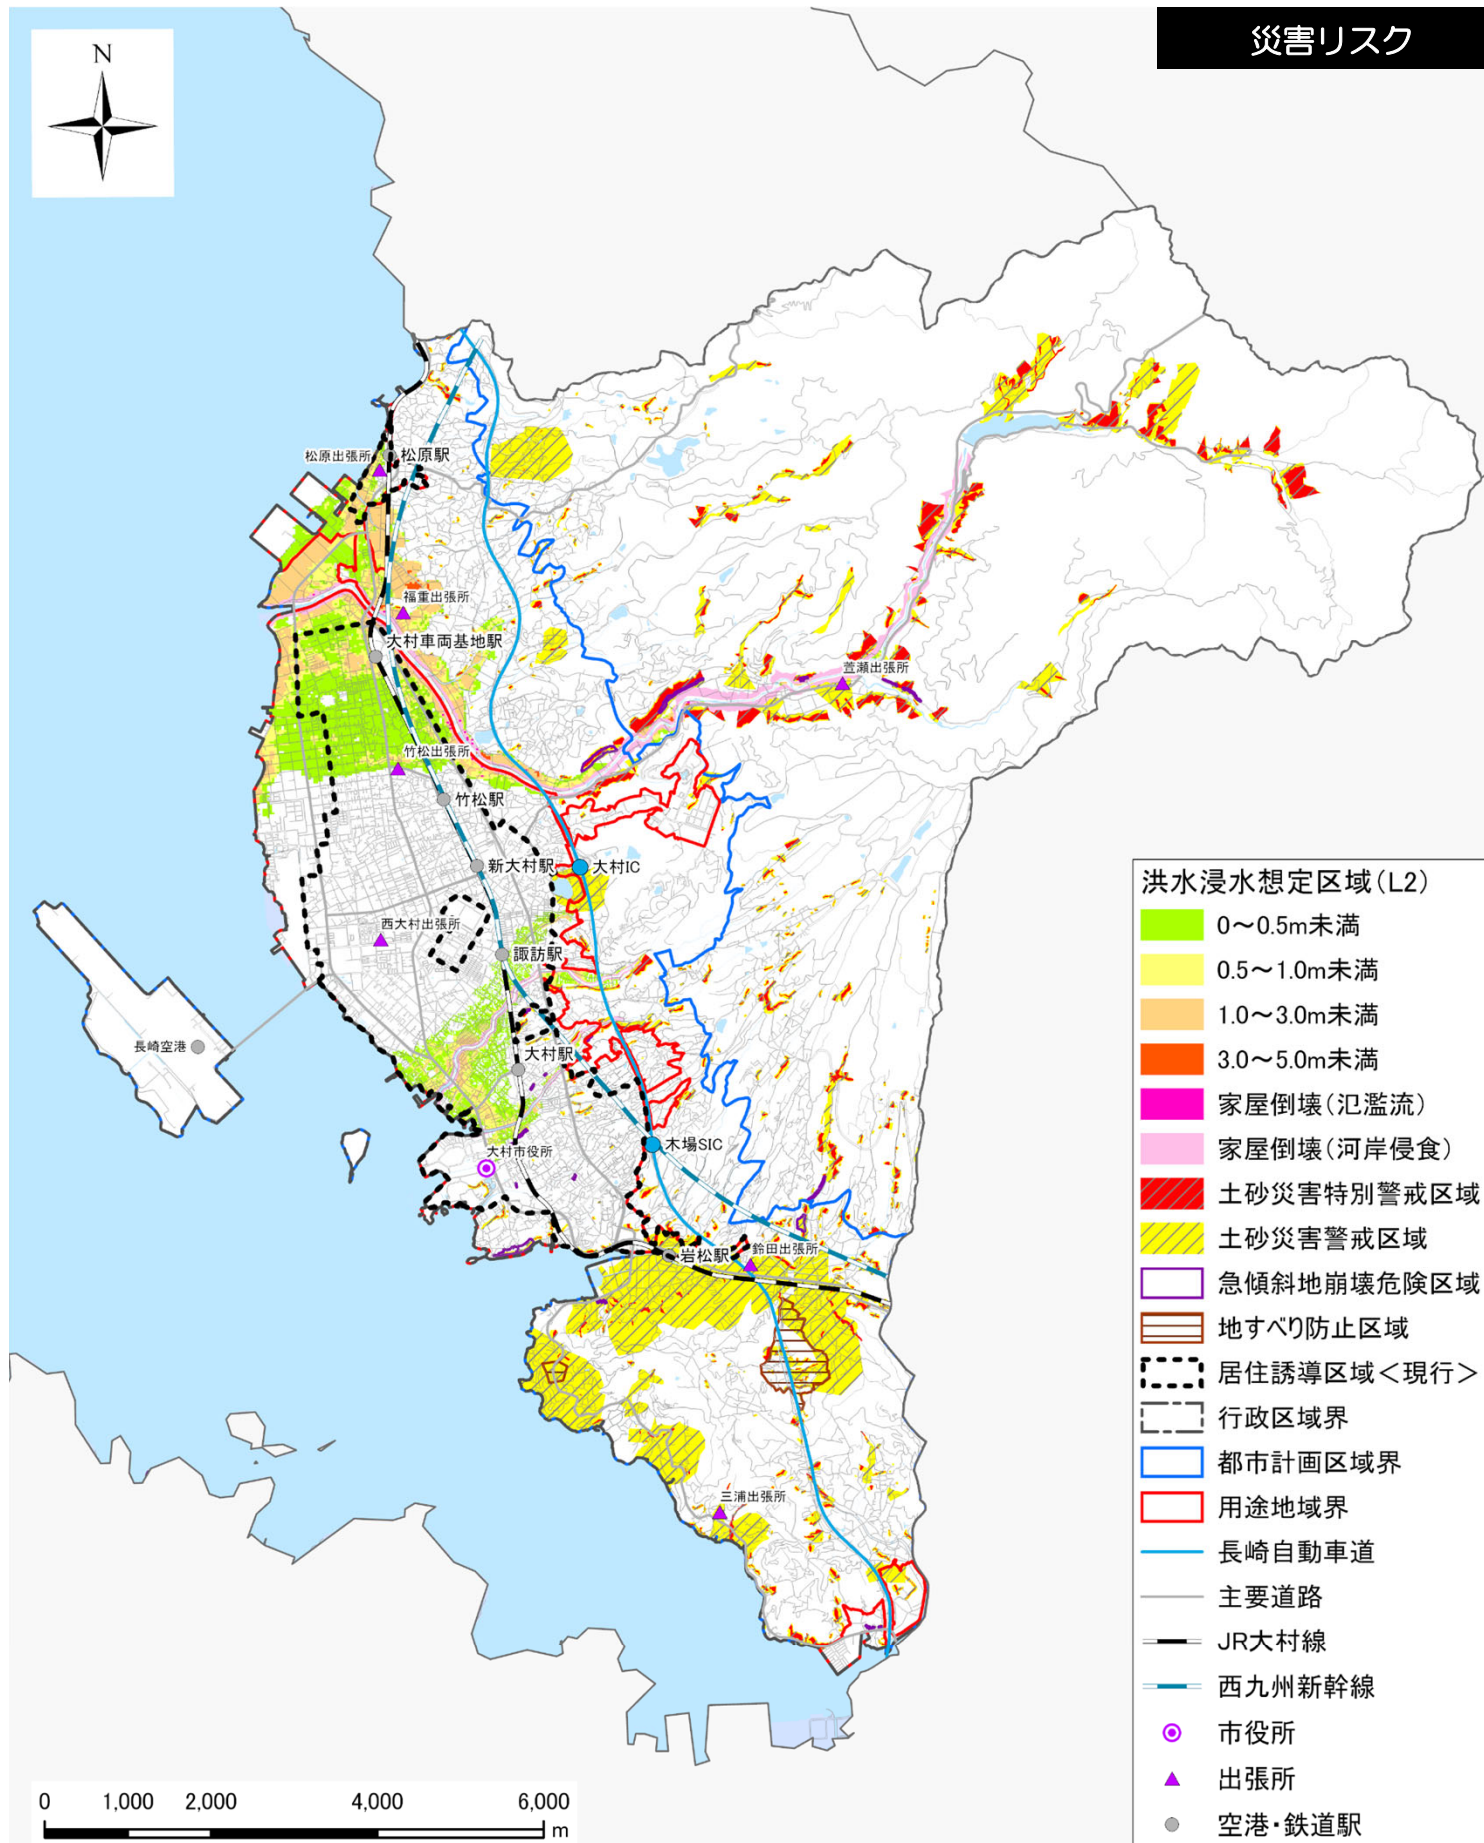 災害リスク
N
松原出張所
松原駅
福重出張所
大村車両基地駅
萱瀬出張所
竹松出張所
竹松駅
新大村駅
大村IC
西大村出張所
諏訪駅
長崎空港
大村駅
木場SIC
大村市役所
岩松駅
鈴田出張所
三浦出張所
洪水浸水想定区域(L2)
0～0.5m未満
0.5～1.0m未満
1.0～3.0m未満
3.0～5.0m未満
家屋倒壊(氾濫流)
家屋倒壊(河岸侵食)
土砂災害特別警戒区域
土砂災害警戒区域
急傾斜地崩壊危険区域
地すべり防止区域
居住誘導区域＜現行＞
行政区域界
都市計画区域界
用途地域界
長崎自動車道
主要道路
JR大村線
西九州新幹線
市役所
出張所
空港・鉄道駅
0 1,000 2,000 4,000 6,000
m